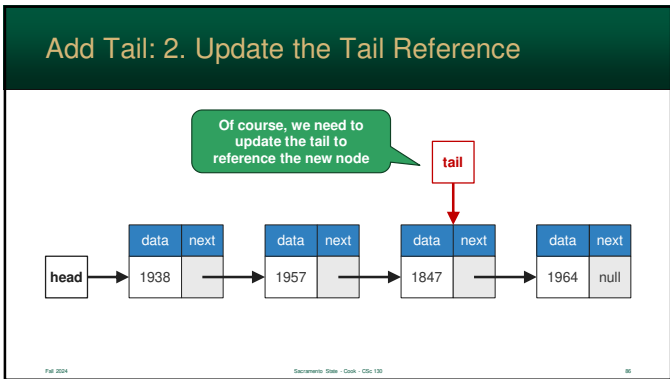 Add Tail: 2. Update the Tail Reference
Of course, we need to
update the tail to
reference the new node
tail
data next data next data next data next
head 1938 1957 1847 1964 null
Fall 2024 Sacramento State - Cook - CSc 130 86